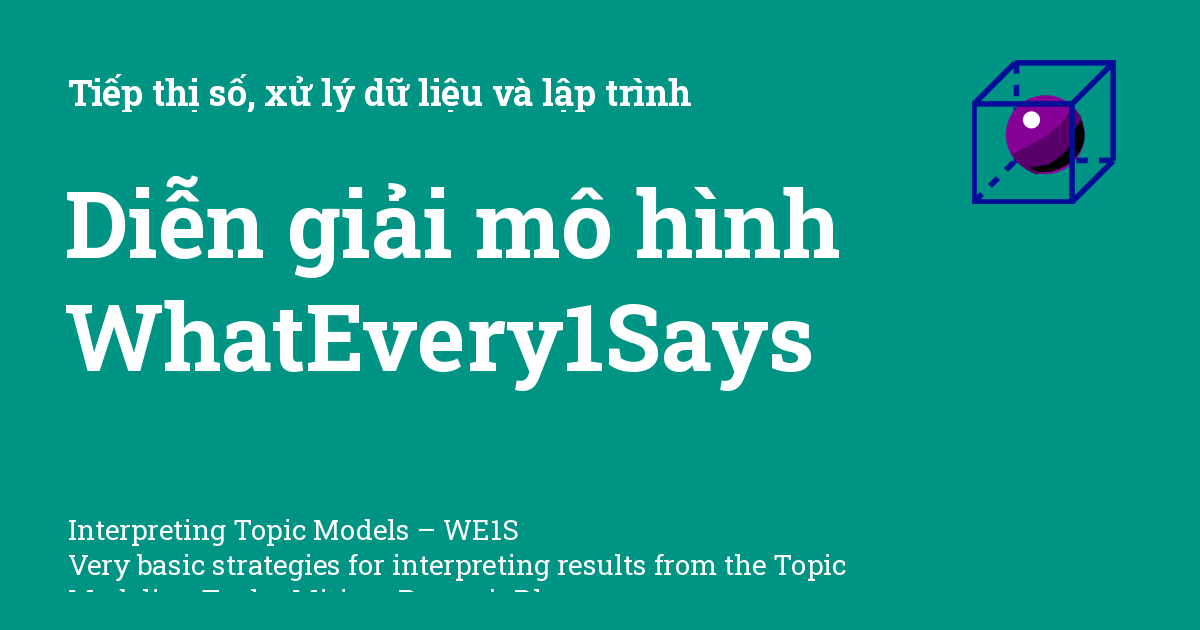 Tiếp thị số, xử lý dữ liệu và lập trình
Diễn giải mô hình
WhatEvery1Says
Interpreting Topic Models – WE1S
Very basic strategies for interpreting results from the Topic